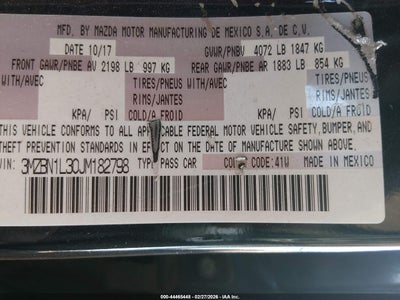 MFD. BY MAZDA MOTOR MANUFACTURING DE MEXICO S.A. DE C.V.
DATE 10/17 GVWR/PNBV 4072 LB 1847 KG
FRONT GAWR/PNBE AV 2198 LB 997 KG REAR GAWR/PNBE AR 1883 LB 854 KG
WITH/AVEC TIRES/PNEUS WITH/AVEC TIRES/PNEUS
RIMS/JANTES RIMS/JANTES
KPA/ PSI COLD/A FROID KPA/ PSI COLD/A FROID
THIS VEHICLE CONFORMS TO ALL APPLICABLE FEDERAL MOTOR VEHICLE SAFETY, BUMPER, AND
THEFT PREVENTION STANDARDS IN EFFECT ON THE DATE OF MANUFACTURE SHOWN ABOVE.
VIN: 3MZBN1L30JM182798 TYPE: PASS CAR CODE: 41W MADE IN MEXICO
000-44465448 - 02/27/2026 - IAA Inc.